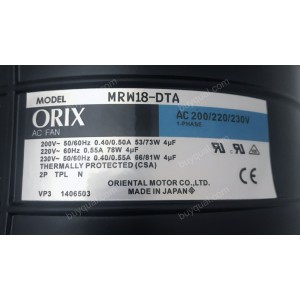 MODEL MRW18-DTA
ORIX
AC FAN
AC 200/220/230V
1-PHASE
200V~ 50/60Hz 0.40/0.50A 53/73W 4μF
220V~ 60Hz 0.55A 78W 4μF
230V~ 50/60Hz 0.40/0.55A 66/81W 4μF
THERMALLY PROTECTED (CSA)
2P TPL N
ORIENTAL MOTOR CO.,LTD.
VP3 1406503 MADE IN JAPAN
buyqual.com